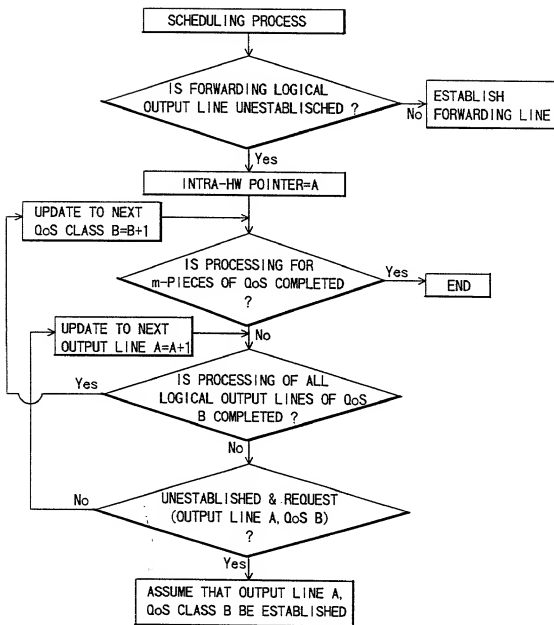 SCHEDULING PROCESS
IS FORWARDING LOGICAL
OUTPUT LINE UNESTABLISCHED ?
No
ESTABLISH
FORWARDING LINE
Yes
INTRA-HW POINTER=A
UPDATE TO NEXT
QoS CLASS B=B+1
IS PROCESSING FOR
m-PIECES OF QoS COMPLETED
?
Yes
END
No
UPDATE TO NEXT
OUTPUT LINE A=A+1
IS PROCESSING OF ALL
LOGICAL OUTPUT LINES OF QoS
B COMPLETED ?
Yes
No
UNESTABLISHED & REQUEST
(OUTPUT LINE A, QoS B)
?
No
Yes
ASSUME THAT OUTPUT LINE A,
QoS CLASS B BE ESTABLISHED